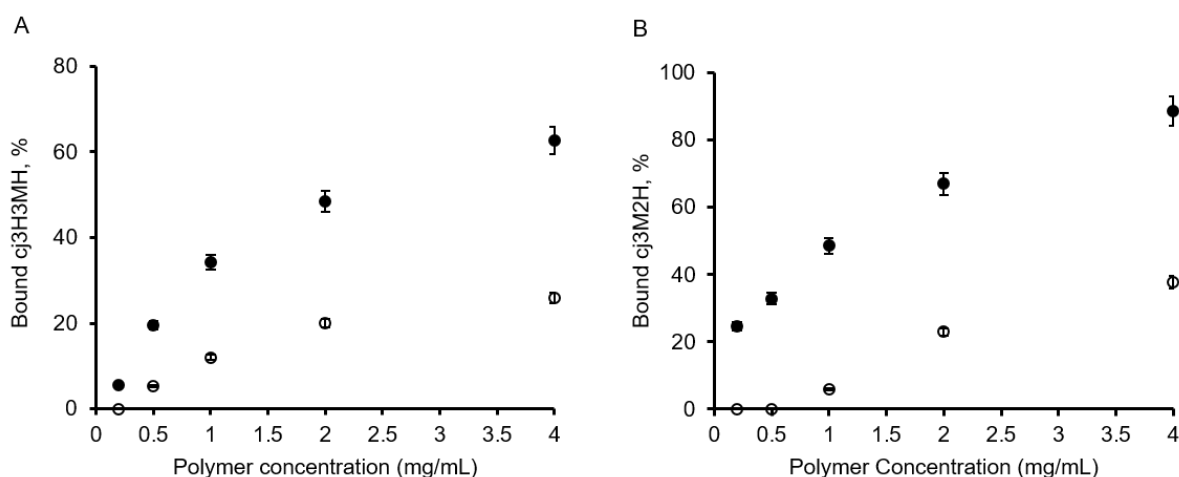 A
80
60
40
20
0
Bound cj3H3MH, %
0 0.5 1 1.5 2 2.5 3 3.5 4
Polymer concentration (mg/mL)
B
100
80
60
40
20
0
Bound cj3M2H, %
0 0.5 1 1.5 2 2.5 3 3.5 4
Polymer Concentration (mg/mL)